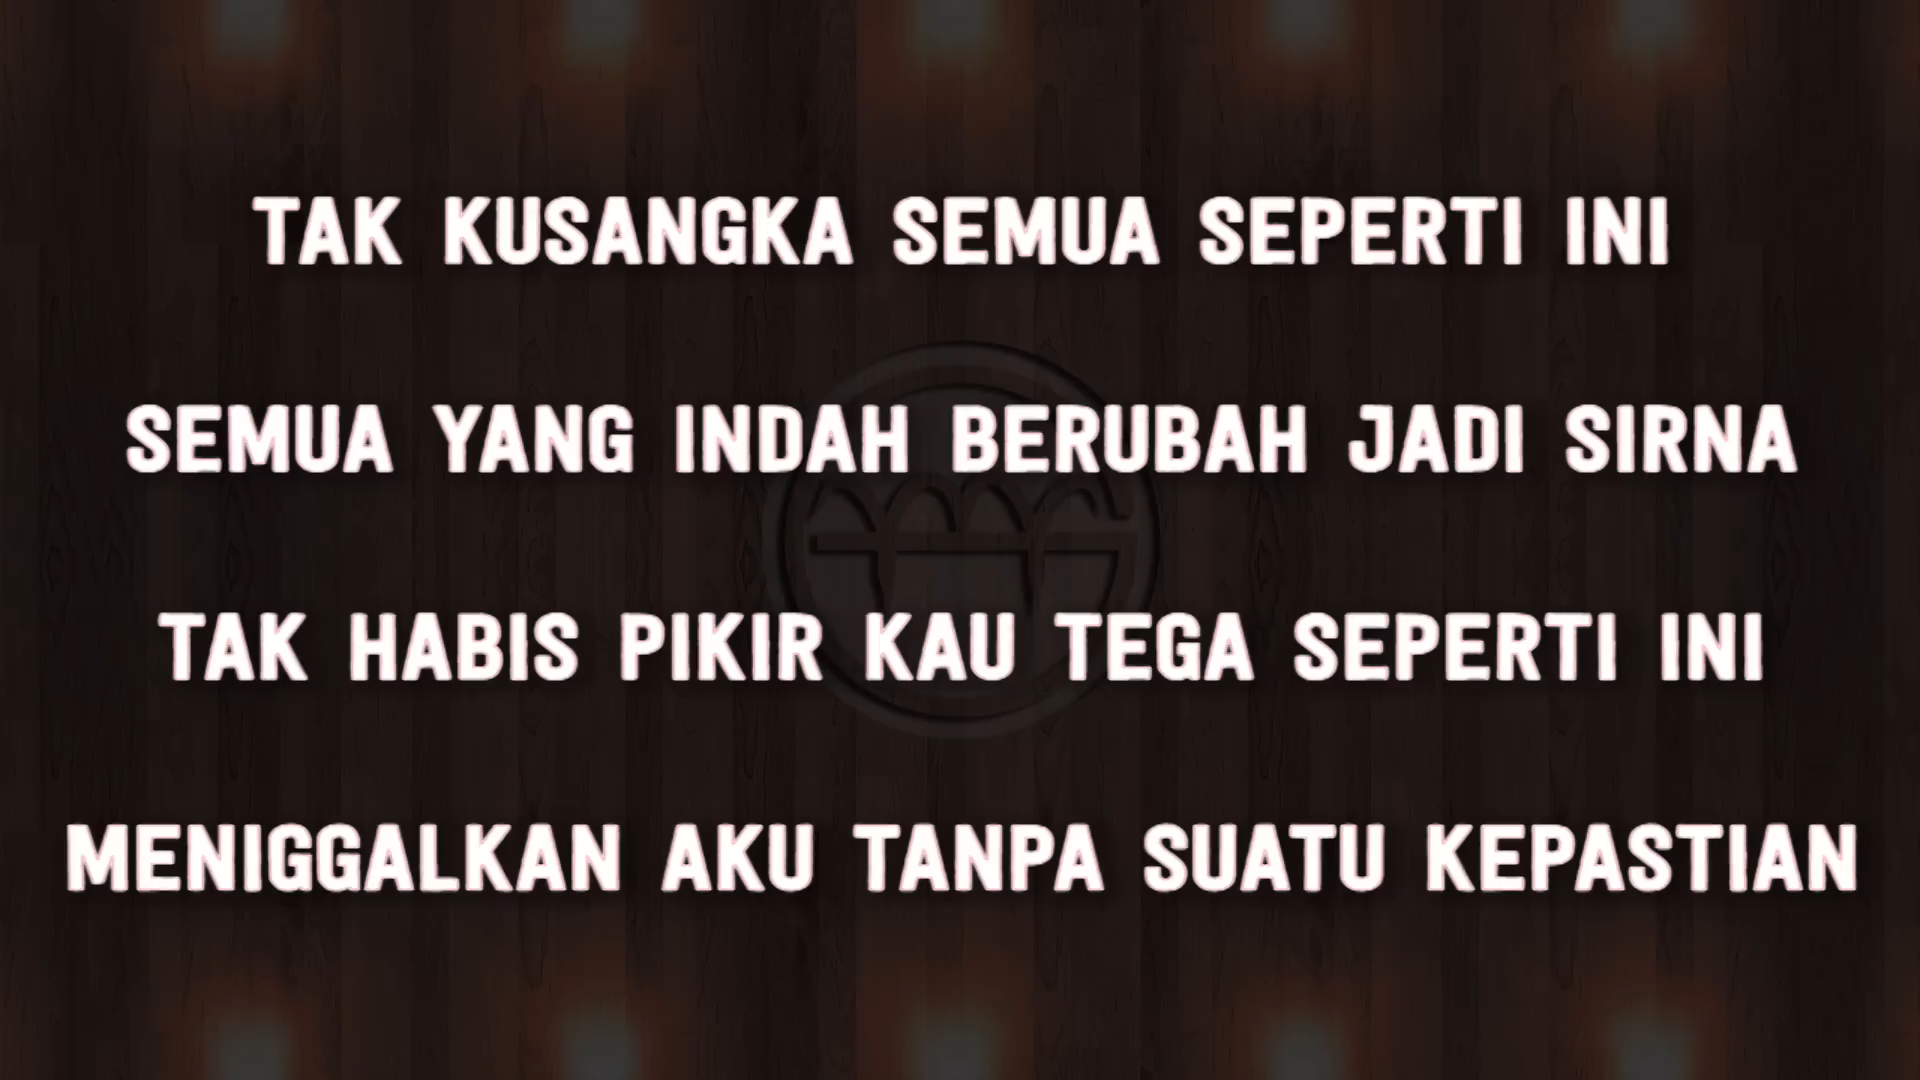 TAK KUSANGKA SEMUA SEPERTI INI
SEMUA YANG INDAH BERUBAH JADI SIRNA
TAK HABIS PIKIR KAU TEGA SEPERTI INI
MENIGGALKAN AKU TANPA SUATU KEPASTIAN